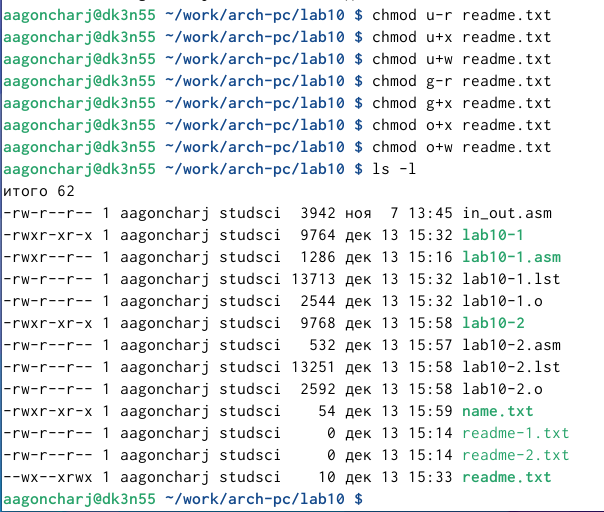 aagoncharj@dk3n55 ~/work/arch-pc/lab10 $ chmod u-r readme.txt
aagoncharj@dk3n55 ~/work/arch-pc/lab10 $ chmod u+x readme.txt
aagoncharj@dk3n55 ~/work/arch-pc/lab10 $ chmod u+w readme.txt
aagoncharj@dk3n55 ~/work/arch-pc/lab10 $ chmod g-r readme.txt
aagoncharj@dk3n55 ~/work/arch-pc/lab10 $ chmod g+x readme.txt
aagoncharj@dk3n55 ~/work/arch-pc/lab10 $ chmod o+x readme.txt
aagoncharj@dk3n55 ~/work/arch-pc/lab10 $ chmod o+w readme.txt
aagoncharj@dk3n55 ~/work/arch-pc/lab10 $ ls -l
итого 62
-rw-r--r-- 1 aagoncharj studsci  3942 ноя  7 13:45 in_out.asm
-rwxr-xr-x 1 aagoncharj studsci  9764 дек 13 15:32 lab10-1
-rwxr--r-- 1 aagoncharj studsci  1286 дек 13 15:16 lab10-1.asm
-rw-r--r-- 1 aagoncharj studsci 13713 дек 13 15:32 lab10-1.lst
-rw-r--r-- 1 aagoncharj studsci  2544 дек 13 15:32 lab10-1.o
-rwxr-xr-x 1 aagoncharj studsci  9768 дек 13 15:58 lab10-2
-rw-r--r-- 1 aagoncharj studsci   532 дек 13 15:57 lab10-2.asm
-rw-r--r-- 1 aagoncharj studsci 13251 дек 13 15:58 lab10-2.lst
-rw-r--r-- 1 aagoncharj studsci  2592 дек 13 15:58 lab10-2.o
-rwxr-xr-x 1 aagoncharj studsci    54 дек 13 15:59 name.txt
-rw-r--r-- 1 aagoncharj studsci     0 дек 13 15:14 readme-1.txt
-rw-r--r-- 1 aagoncharj studsci     0 дек 13 15:14 readme-2.txt
--wx--xrwx 1 aagoncharj studsci    10 дек 13 15:33 readme.txt
aagoncharj@dk3n55 ~/work/arch-pc/lab10 $